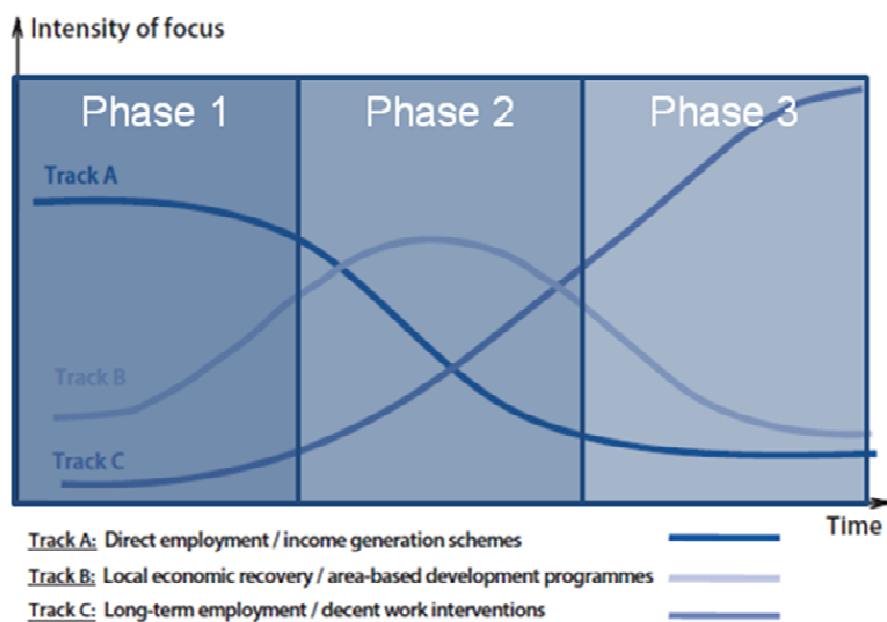 Intensity of focus
Phase 1 Phase 2 Phase 3
Track A
Track B
Track C
Time
Track A: Direct employment / income generation schemes
Track B: Local economic recovery / area-based development programmes
Track C: Long-term employment / decent work interventions